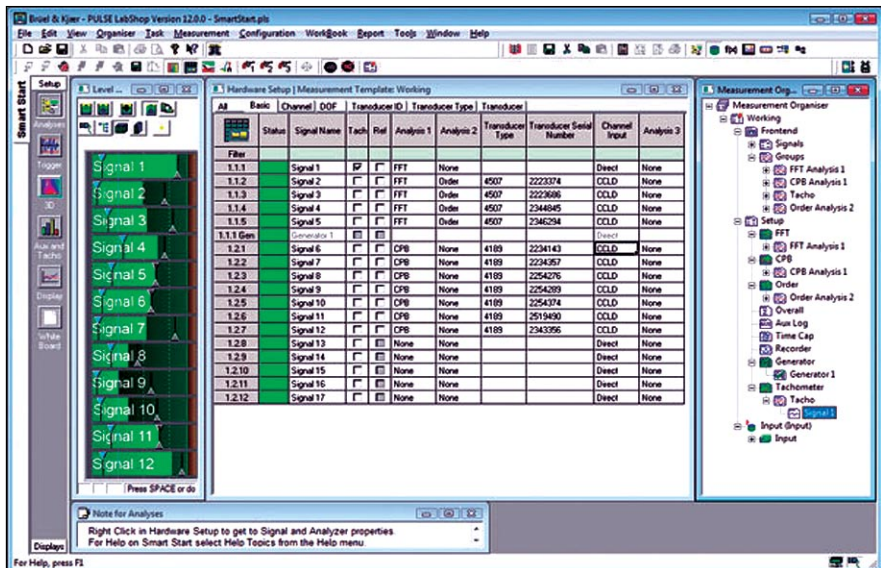 Brüel & Kjær - PULSE LabShop Version 12.0.0 - SmartStart.pls
File Edit View Organiser Task Measurement Configuration WorkBook Export Tools Window Help
Smart Start
Setup
Analyses
Trigger
3D
Aux and Tacho
Display
White Board
Displays
Level ...
Signal 1
Signal 2
Signal 3
Signal 4
Signal 5
Signal 6
Signal 7
Signal 8
Signal 9
Signal 10
Signal 11
Signal 12
Press SPACE or do
Hardware Setup | Measurement Template: Working
All Basic Channel DOF Transducer ID Transducer Type Transducer
Status Signal Name Tach Ref Analysis 1 Analysis 2 Transducer Type Transducer Serial Number Channel Input Analysis 3
Filter
1.1.1 Signal 1 FFT None Direct None
1.1.2 Signal 2 FFT Order 4507 2223374 CCLD None
1.1.3 Signal 3 FFT Order 4507 2223686 CCLD None
1.1.4 Signal 4 FFT Order 4507 2344845 CCLD None
1.1.5 Signal 5 FFT Order 4507 2346294 CCLD None
1.1.1 Gen Generator 1 Direct
1.2.1 Signal 6 CPB None 4189 2234143 CCLD None
1.2.2 Signal 7 CPB None 4189 2234357 CCLD None
1.2.3 Signal 8 CPB None 4189 2254276 CCLD None
1.2.4 Signal 9 CPB None 4189 2254289 CCLD None
1.2.5 Signal 10 CPB None 4189 2254374 CCLD None
1.2.6 Signal 11 CPB None 4189 2519490 CCLD None
1.2.7 Signal 12 CPB None 4189 2343356 CCLD None
1.2.8 Signal 13 None None Direct None
1.2.9 Signal 14 None None Direct None
1.2.10 Signal 15 None None Direct None
1.2.11 Signal 16 None None Direct None
1.2.12 Signal 17 None None Direct None
Measurement Org...
Measurement Organiser
Working
Frontend
Signals
Groups
FFT Analysis 1
CPB Analysis 1
Tacho
Order Analysis 2
Setup
FFT
FFT Analysis 1
CPB
CPB Analysis 1
Order
Order Analysis 2
Overall
Aux Log
Time Cap
Recorder
Generator
Generator 1
Tachometer
Tacho
Signal 1
Input (Input)
Input
Note for Analyses
Right Click in Hardware Setup to get to Signal and Analyzer properties.
For Help on Smart Start select Help Topics from the Help menu.
For Help, press F1